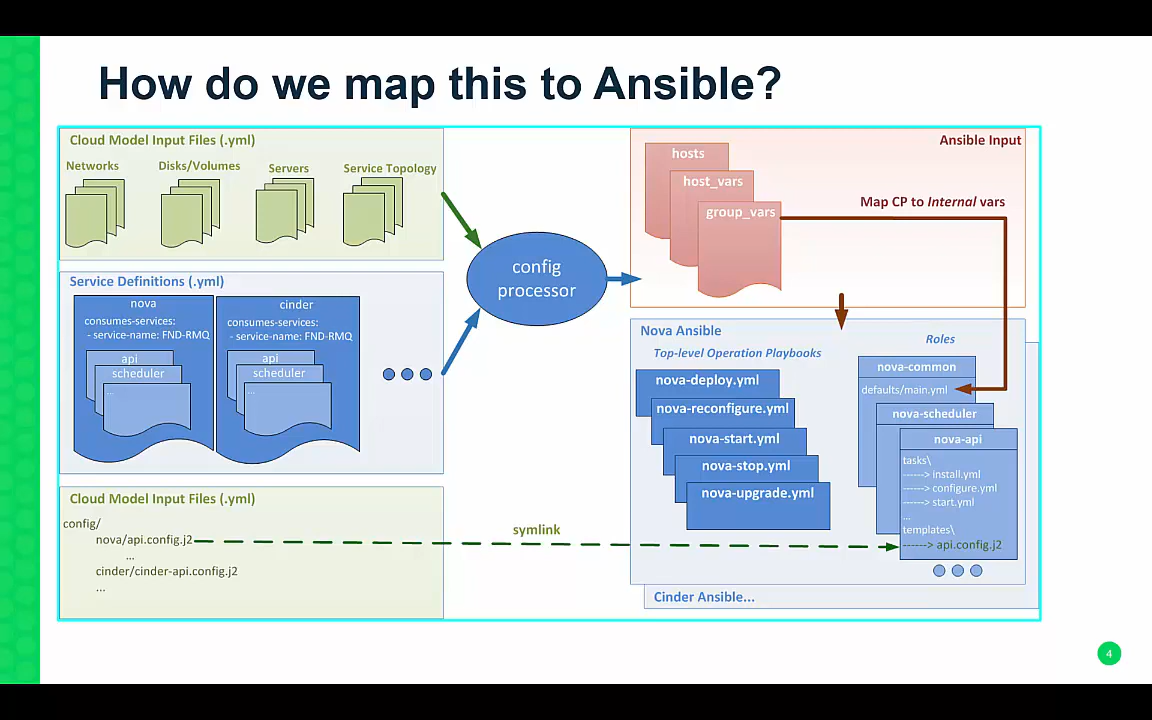 How do we map this to Ansible?
Cloud Model Input Files (.yml)
Networks
Disks/Volumes
Servers
Service Topology
Service Definitions (.yml)
nova
consumes-services:
- service-name: FND-RMQ
api
scheduler
...
cinder
consumes-services:
- service-name: FND-RMQ
api
scheduler
...
Cloud Model Input Files (.yml)
config/
nova/api.config.j2
...
cinder/cinder-api.config.j2
...
config
processor
symlink
Ansible Input
hosts
host_vars
group_vars
Map CP to Internal vars
Nova Ansible
Top-level Operation Playbooks
nova-deploy.yml
nova-reconfigure.yml
nova-start.yml
nova-stop.yml
nova-upgrade.yml
Roles
nova-common
defaults/main.yml
nova-scheduler
nova-api
tasks\
------> install.yml
------> configure.yml
------> start.yml
...
templates\
------> api.config.j2
Cinder Ansible...
4